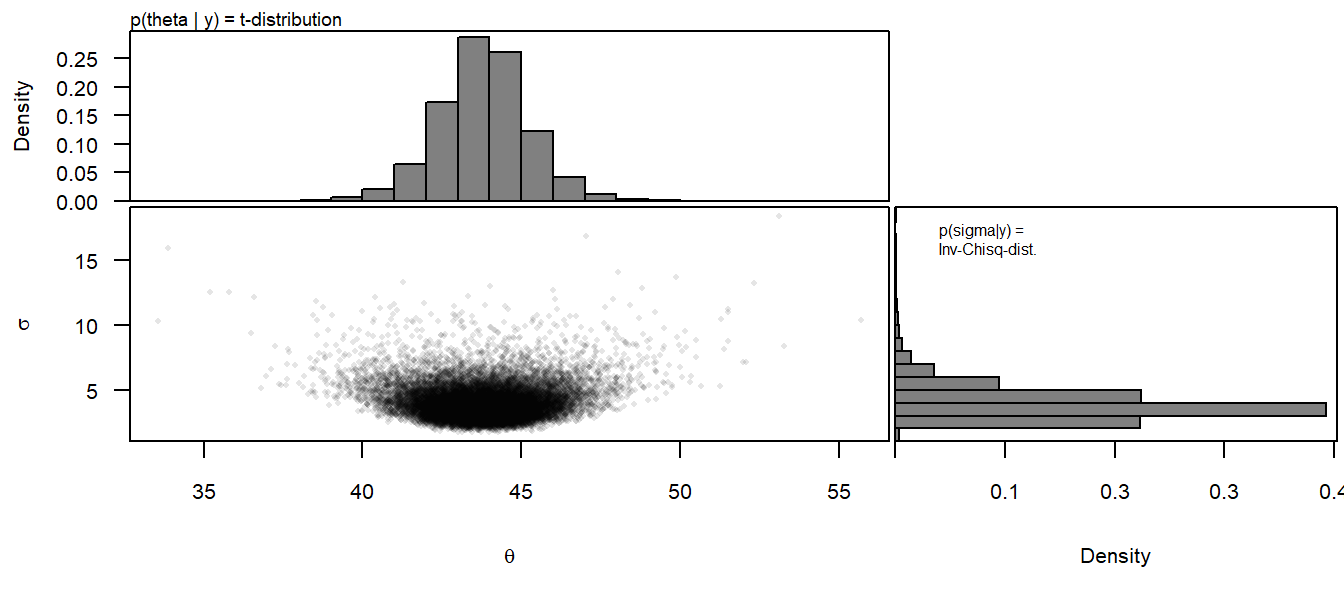 p(theta | y) = t-distribution
Density
0.25
0.20
0.15
0.10
0.05
0.00
p(sigma|y) =
Inv-Chisq-dist.
σ
15
10
5
35 40 45 50 55
0.1 0.3 0.3 0.4
θ
Density